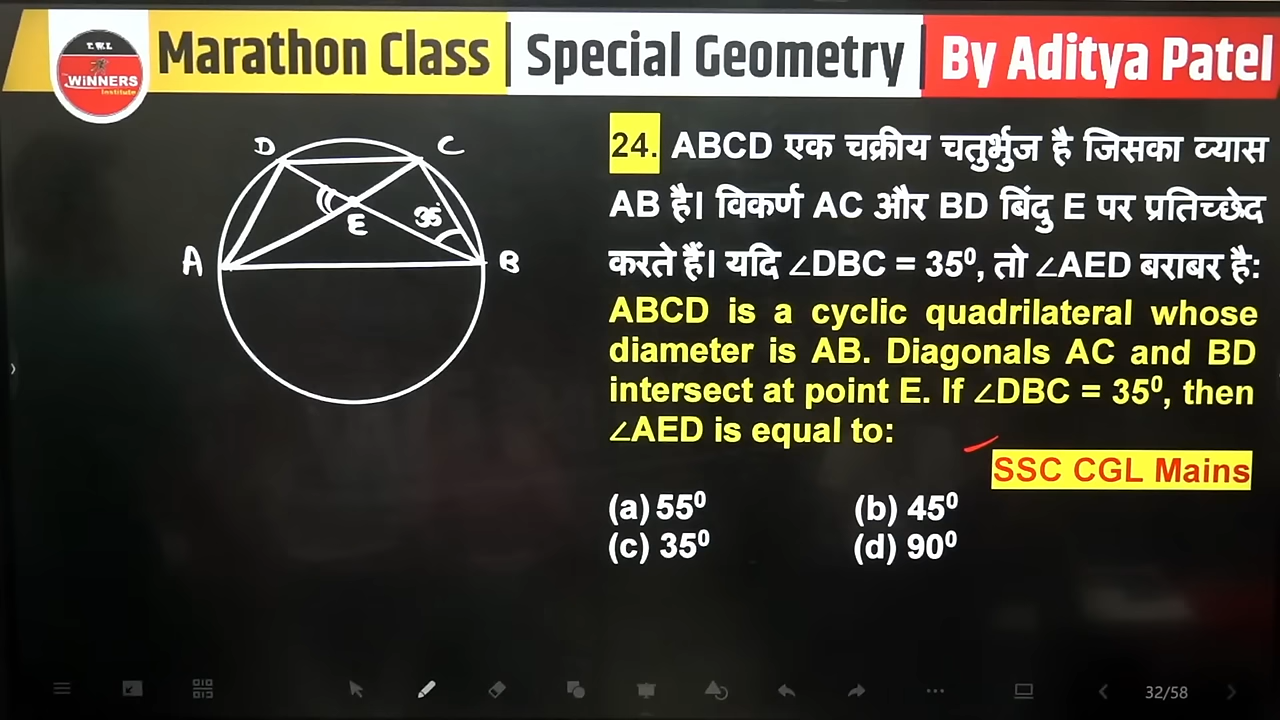 T.W.I.
The
WINNERS
Institute
Marathon Class | Special Geometry | By Aditya Patel
D
C
35°
E
A
B
24. ABCD एक चक्रीय चतुर्भुज है जिसका व्यास
AB है। विकर्ण AC और BD बिंदु E पर प्रतिच्छेद
करते हैं। यदि ∠DBC = 35⁰, तो ∠AED बराबर है:
ABCD is a cyclic quadrilateral whose
diameter is AB. Diagonals AC and BD
intersect at point E. If ∠DBC = 35⁰, then
∠AED is equal to:
SSC CGL Mains
(a) 55⁰ (b) 45⁰
(c) 35⁰ (d) 90⁰
32/58